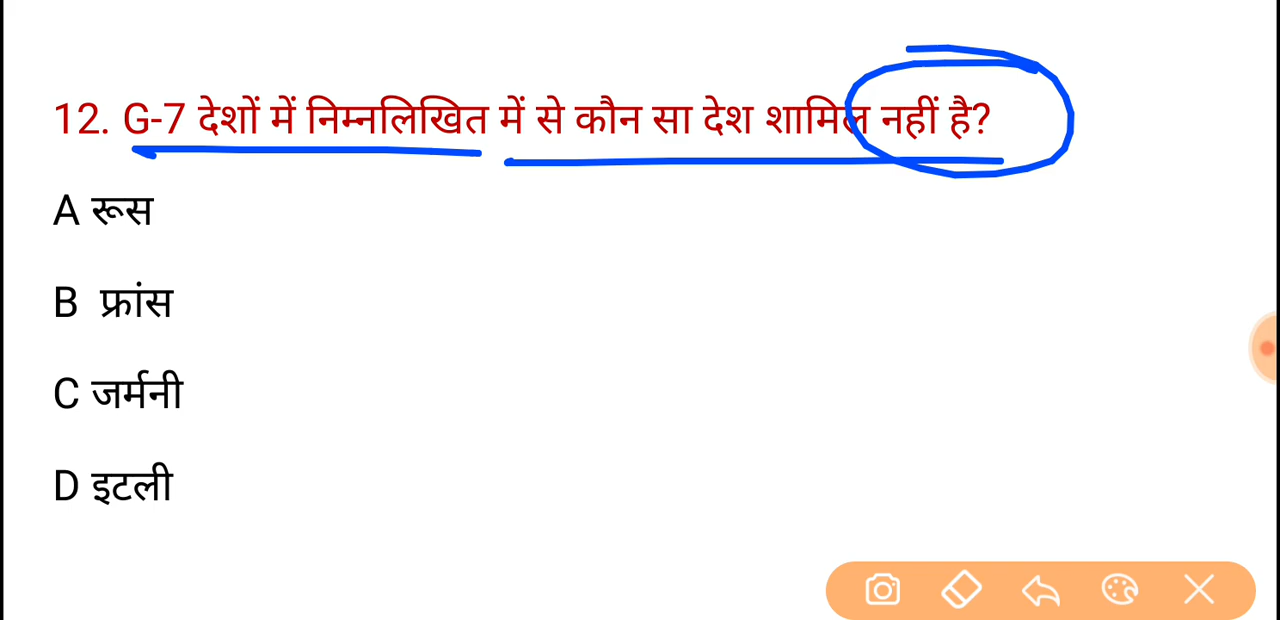 12. G-7 देशों में निम्नलिखित में से कौन सा देश शामिल नहीं है?
A रूस
B फ्रांस
C जर्मनी
D इटली